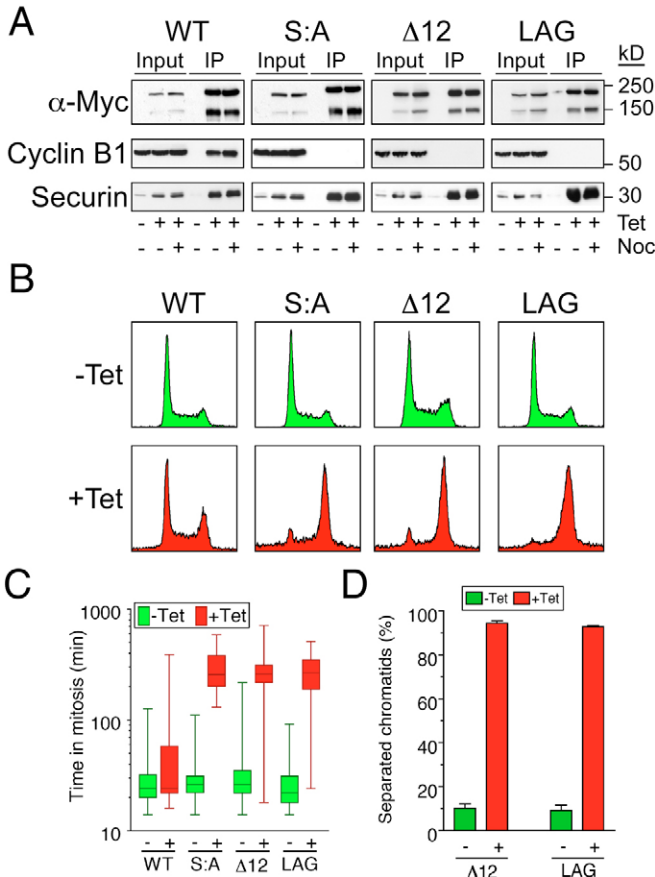 A
WT S:A Δ12 LAG
Input IP Input IP Input IP Input IP kD
α-Myc 250
150
Cyclin B1 50
Securin 30
- + + - + + - + + - + + - + + - + + - + + - + + Tet
- - + - - + - - + - - + - - + - - + - - + - - + Noc
B
WT S:A Δ12 LAG
-Tet
+Tet
C
-Tet +Tet
Time in mitosis (min)
1000
100
10
- + - + - + - +
WT S:A Δ12 LAG
D
-Tet +Tet
Separated chromatids (%)
100
80
60
40
20
0
- + - +
Δ12 LAG